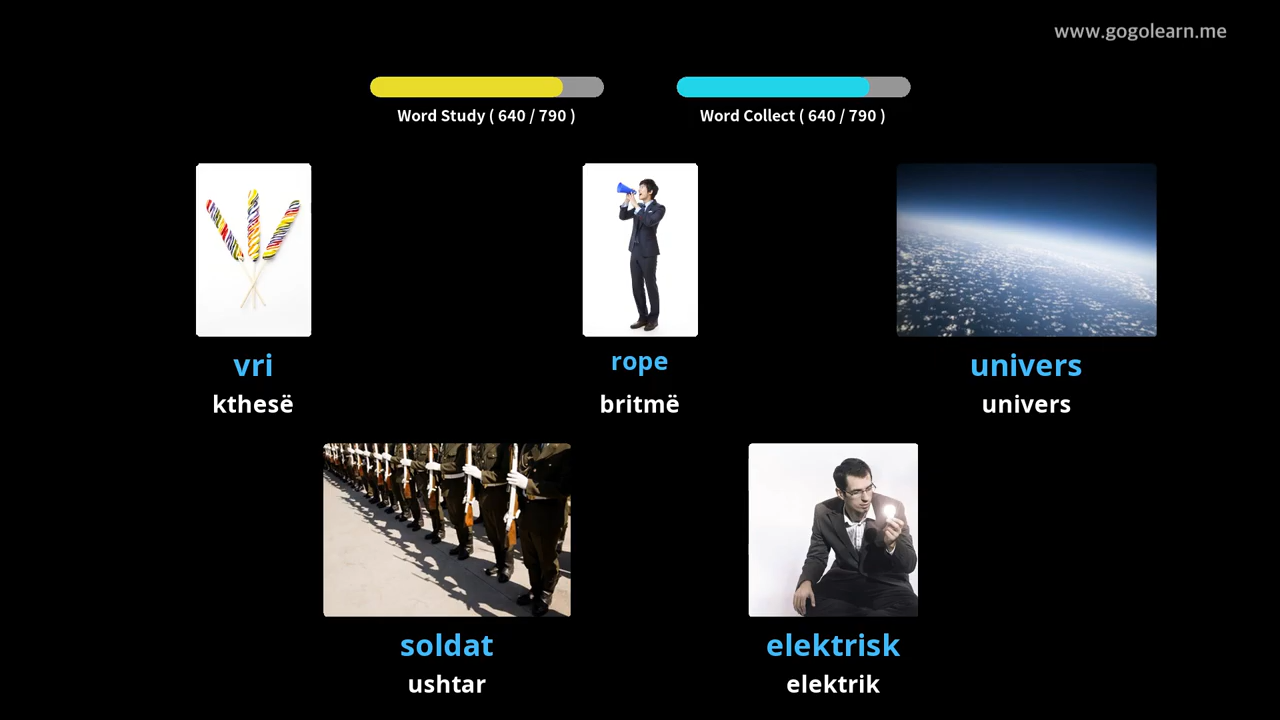 www.gogolearn.me
Word Study ( 640 / 790 )
Word Collect ( 640 / 790 )
vri
kthesë
rope
britmë
univers
univers
soldat
ushtar
elektrisk
elektrik